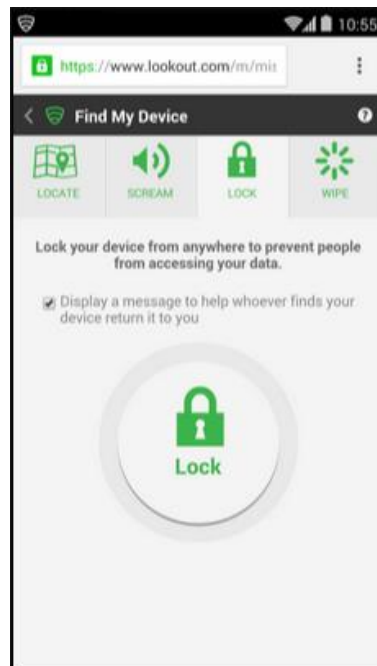 10:55
https://www.lookout.com/m/mis
Find My Device
LOCATE
SCREAM
LOCK
WIPE
Lock your device from anywhere to prevent people
from accessing your data.
Display a message to help whoever finds your
device return it to you
Lock